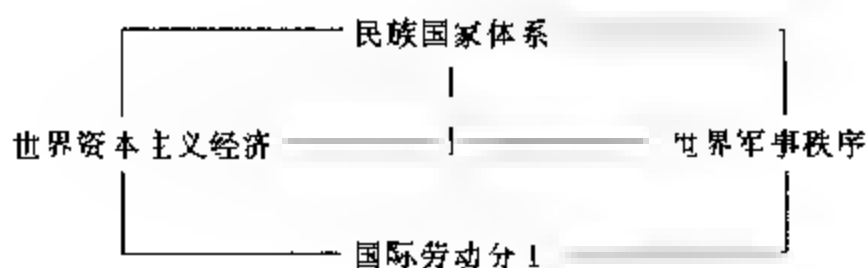 民族国家体系
世界资本主义经济 世界军事秩序
国际劳动分工